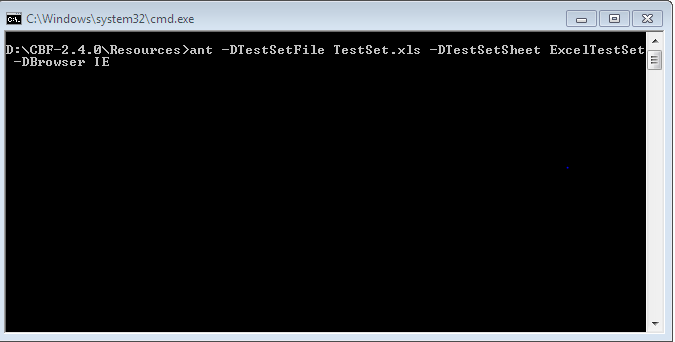 C:\Windows\system32\cmd.exe
D:\CBF-2.4.0\Resources>ant -DTestSetFile TestSet.xls -DTestSetSheet ExcelTestSet
-DBrowser IE